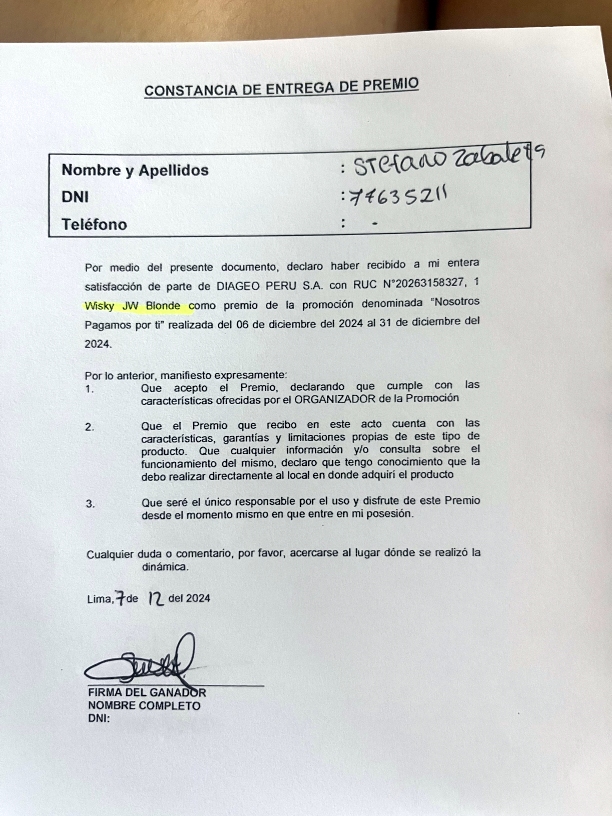 CONSTANCIA DE ENTREGA DE PREMIO
Nombre y Apellidos : Stefano Zabaleta
DNI : 77635211
Teléfono : -
Por medio del presente documento, declaro haber recibido a mi entera
satisfacción de parte de DIAGEO PERU S.A. con RUC N°20263158327, 1
Wisky JW Blonde como premio de la promoción denominada “Nosotros
Pagamos por ti” realizada del 06 de diciembre del 2024 al 31 de diciembre del
2024.
Por lo anterior, manifiesto expresamente:
1. Que acepto el Premio, declarando que cumple con las
características ofrecidas por el ORGANIZADOR de la Promoción
2. Que el Premio que recibo en este acto cuenta con las
características, garantías y limitaciones propias de este tipo de
producto. Que cualquier información y/o consulta sobre el
funcionamiento del mismo, declaro que tengo conocimiento que la
debo realizar directamente al local en donde adquirí el producto
3. Que seré el único responsable por el uso y disfrute de este Premio
desde el momento mismo en que entre en mi posesión.
Cualquier duda o comentario, por favor, acercarse al lugar dónde se realizó la
dinámica.
Lima, 7 de 12 del 2024
FIRMA DEL GANADOR
NOMBRE COMPLETO
DNI: